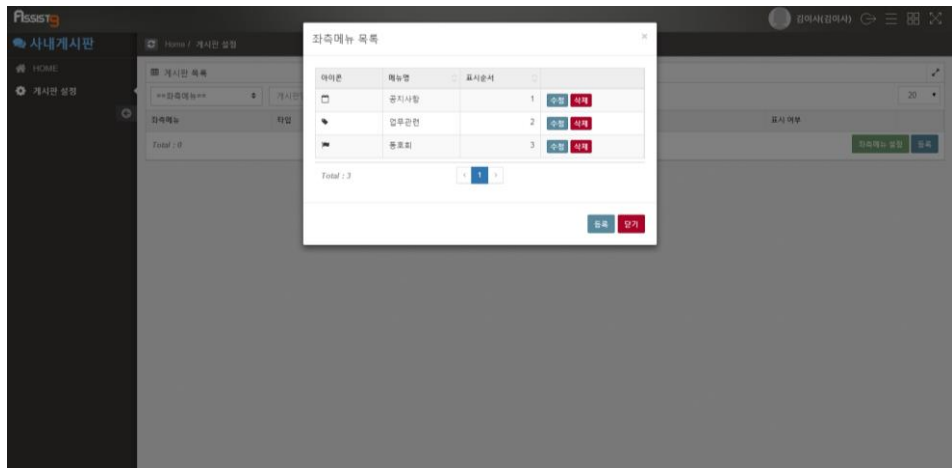 Assist9
김이사(김이사)
사내게시판
Home / 게시판 설정
HOME
게시판 설정
게시판 목록
==좌측메뉴==
20
좌측메뉴
타입
표시 여부
Total : 0
좌측메뉴 설정
등록
좌측메뉴 목록
×
아이콘 메뉴명 표시순서
공지사항 1 수정 삭제
업무관련 2 수정 삭제
동호회 3 수정 삭제
Total : 3
‹ 1 ›
등록 닫기